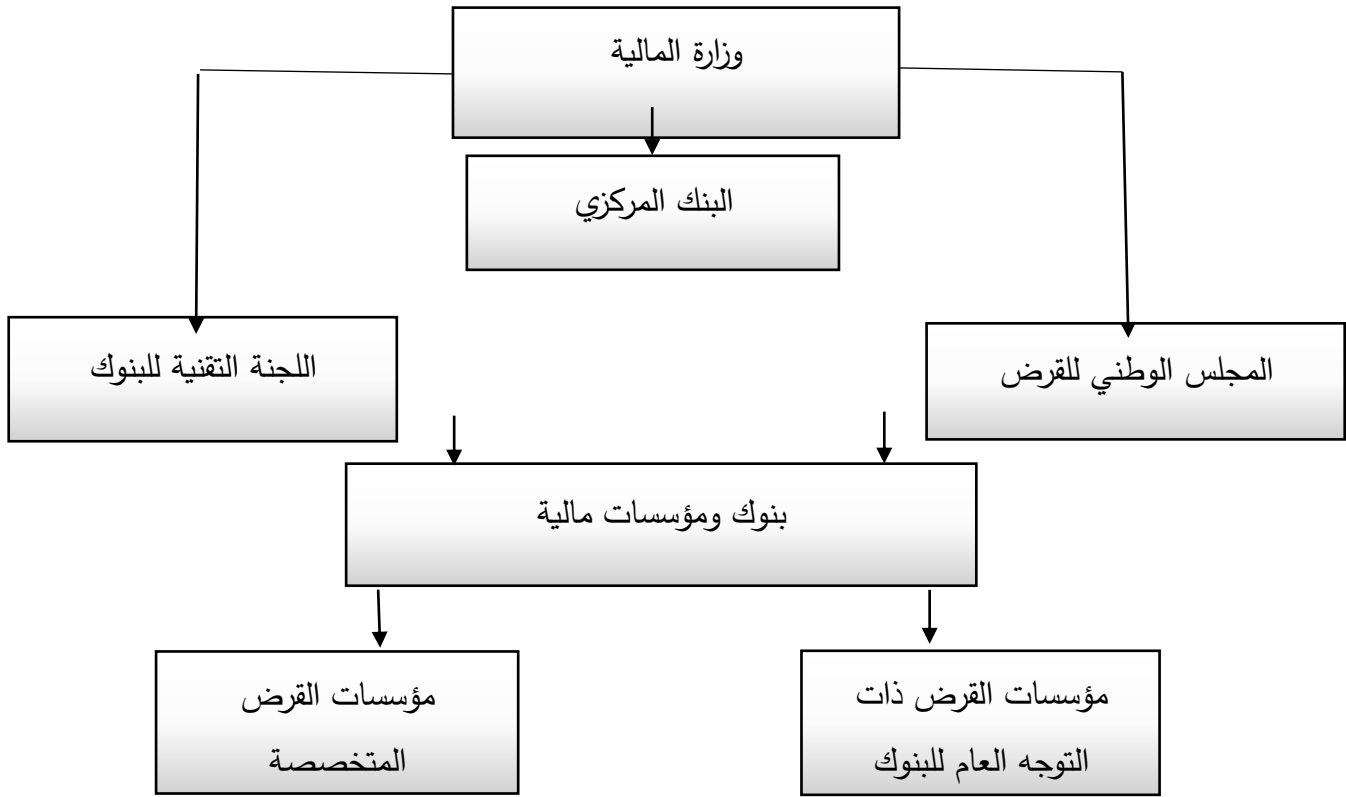 وزارة المالية
البنك المركزي
المجلس الوطني للقرض
اللجنة التقنية للبنوك
بنوك ومؤسسات مالية
مؤسسات القرض ذات
التوجه العام للبنوك
مؤسسات القرض
المتخصصة